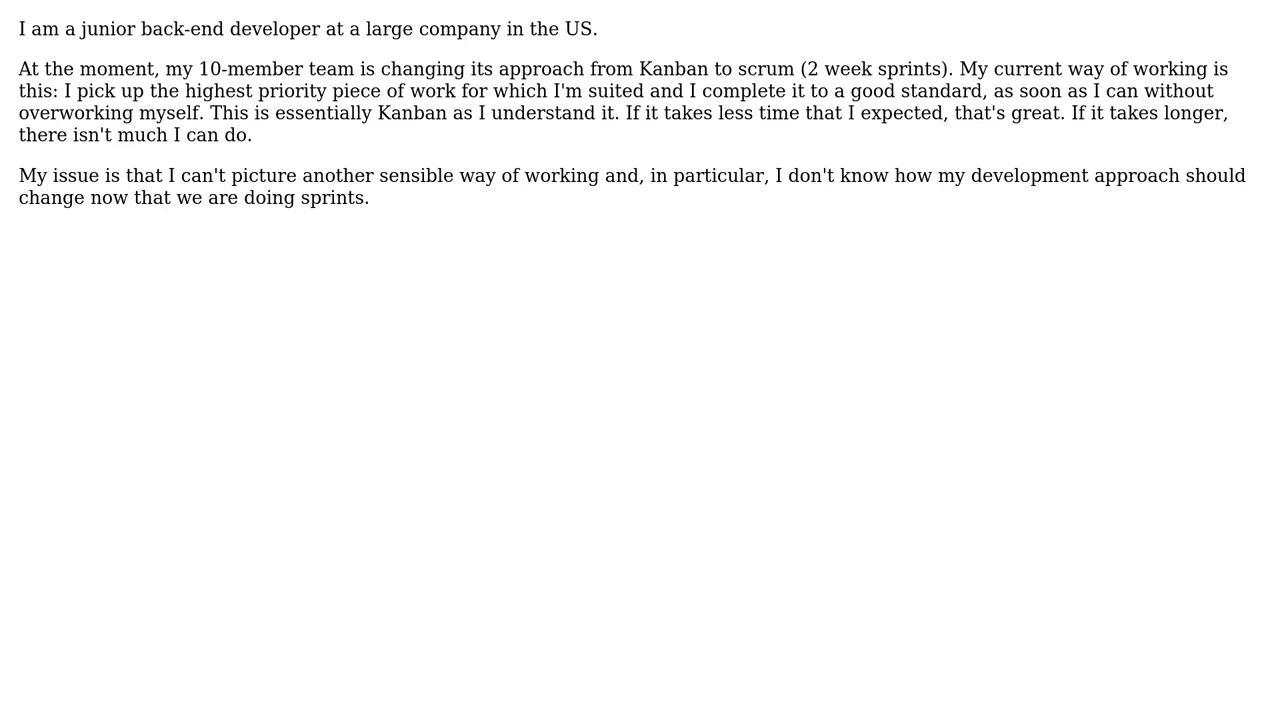 I am a junior back-end developer at a large company in the US.
At the moment, my 10-member team is changing its approach from Kanban to scrum (2 week sprints). My current way of working is
this: I pick up the highest priority piece of work for which I'm suited and I complete it to a good standard, as soon as I can without
overworking myself. This is essentially Kanban as I understand it. If it takes less time that I expected, that's great. If it takes longer,
there isn't much I can do.
My issue is that I can't picture another sensible way of working and, in particular, I don't know how my development approach should
change now that we are doing sprints.